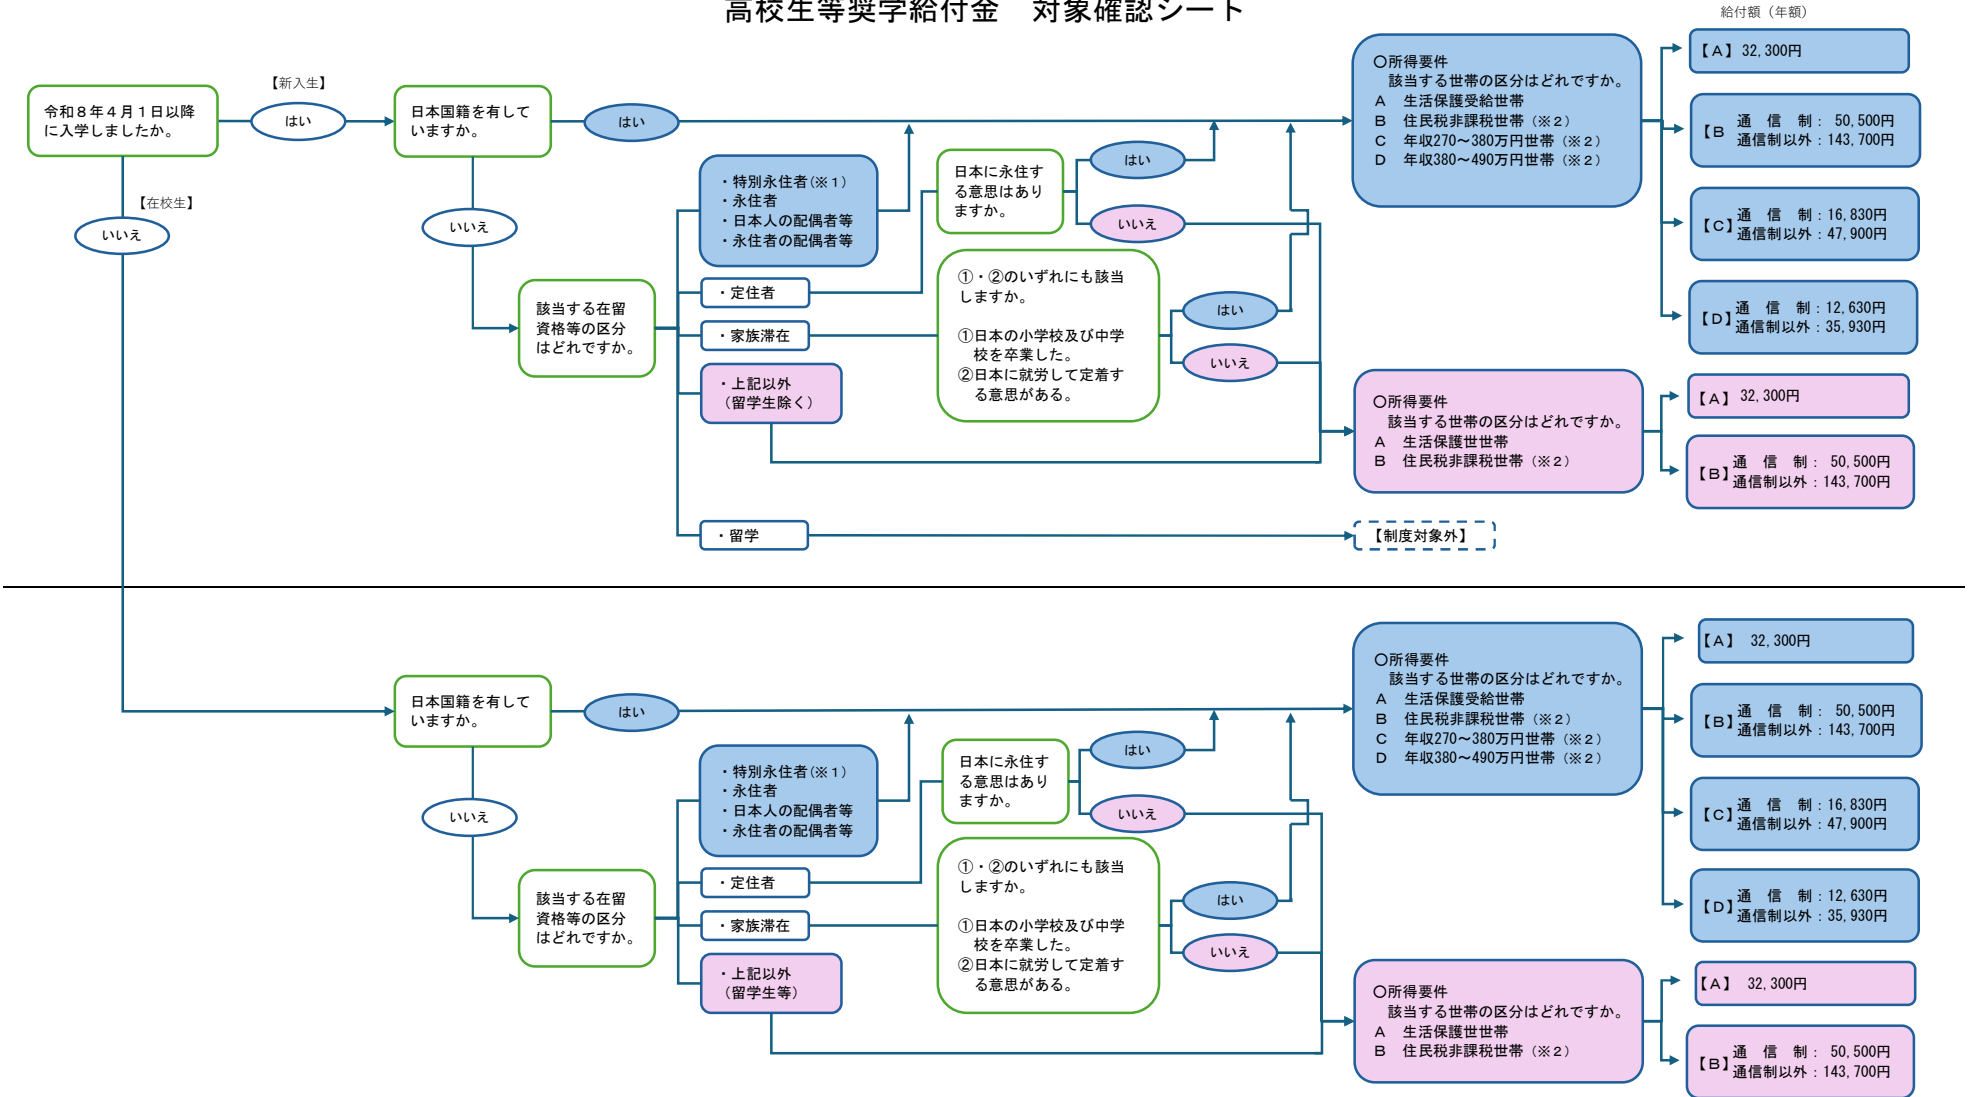 高校生等奨学給付金　対象確認シート
給付額（年額）
令和８年４月１日以降
に入学しましたか。
【新入生】
はい
【在校生】
いいえ
日本国籍を有して
いますか。
はい
いいえ
該当する在留
資格等の区分
はどれですか。
・特別永住者(※１)
・永住者
・日本人の配偶者等
・永住者の配偶者等
・定住者
・家族滞在
・上記以外
（留学生除く）
・留学
日本に永住す
る意思はあり
ますか。
はい
いいえ
①・②のいずれにも該当
しますか。
①日本の小学校及び中学
校を卒業した。
②日本に就労して定着す
る意思がある。
はい
いいえ
〇所得要件
該当する世帯の区分はどれですか。
Ａ　生活保護受給世帯
Ｂ　住民税非課税世帯（※２）
Ｃ　年収270～380万円世帯（※２）
Ｄ　年収380～490万円世帯（※２）
【Ａ】32,300円
【Ｂ　通　信　制： 50,500円
通信制以外：143,700円
【Ｃ】通　信　制：16,830円
通信制以外：47,900円
【Ｄ】通　信　制：12,630円
通信制以外：35,930円
〇所得要件
該当する世帯の区分はどれですか。
Ａ　生活保護世世帯
Ｂ　住民税非課税世帯（※２）
【Ａ】32,300円
【Ｂ】通　信　制： 50,500円
通信制以外：143,700円
【制度対象外】
日本国籍を有して
いますか。
はい
いいえ
該当する在留
資格等の区分
はどれですか。
・特別永住者(※１)
・永住者
・日本人の配偶者等
・永住者の配偶者等
・定住者
・家族滞在
・上記以外
（留学生等）
日本に永住す
る意思はあり
ますか。
はい
いいえ
①・②のいずれにも該当
しますか。
①日本の小学校及び中学
校を卒業した。
②日本に就労して定着す
る意思がある。
はい
いいえ
〇所得要件
該当する世帯の区分はどれですか。
Ａ　生活保護受給世帯
Ｂ　住民税非課税世帯（※２）
Ｃ　年収270～380万円世帯（※２）
Ｄ　年収380～490万円世帯（※２）
【Ａ】 32,300円
【Ｂ】通　信　制： 50,500円
通信制以外：143,700円
【Ｃ】通　信　制：16,830円
通信制以外：47,900円
【Ｄ】通　信　制：12,630円
通信制以外：35,930円
〇所得要件
該当する世帯の区分はどれですか。
Ａ　生活保護世世帯
Ｂ　住民税非課税世帯（※２）
【Ａ】 32,300円
【Ｂ】通　信　制： 50,500円
通信制以外：143,700円